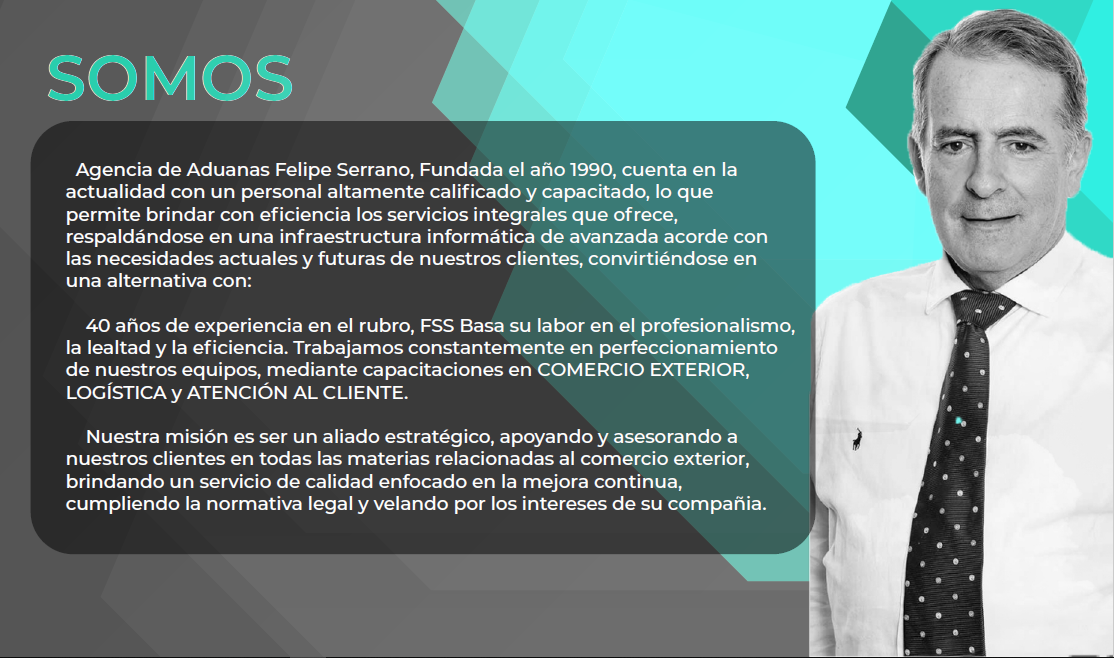 SOMOS
Agencia de Aduanas Felipe Serrano, Fundada el año 1990, cuenta en la
actualidad con un personal altamente calificado y capacitado, lo que
permite brindar con eficiencia los servicios integrales que ofrece,
respaldándose en una infraestructura informática de avanzada acorde con
las necesidades actuales y futuras de nuestros clientes, convirtiéndose en
una alternativa con:
40 años de experiencia en el rubro, FSS Basa su labor en el profesionalismo,
la lealtad y la eficiencia. Trabajamos constantemente en perfeccionamiento
de nuestros equipos, mediante capacitaciones en COMERCIO EXTERIOR,
LOGÍSTICA y ATENCIÓN AL CLIENTE.
Nuestra misión es ser un aliado estratégico, apoyando y asesorando a
nuestros clientes en todas las materias relacionadas al comercio exterior,
brindando un servicio de calidad enfocado en la mejora continua,
cumpliendo la normativa legal y velando por los intereses de su compañia.